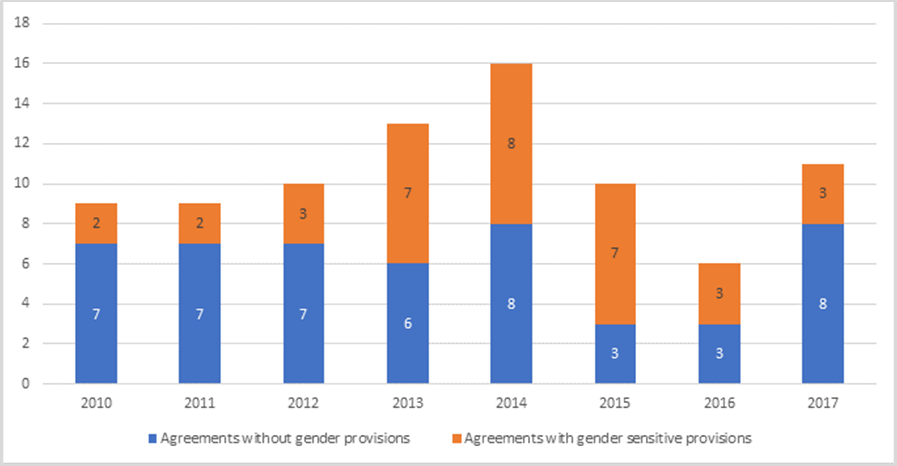 18
16
14
12
10
8
6
4
2
0
2 2 3 7 8 7 3 3
7 7 7 6 8 3 3 8
2010 2011 2012 2013 2014 2015 2016 2017
Agreements without gender provisions Agreements with gender sensitive provisions